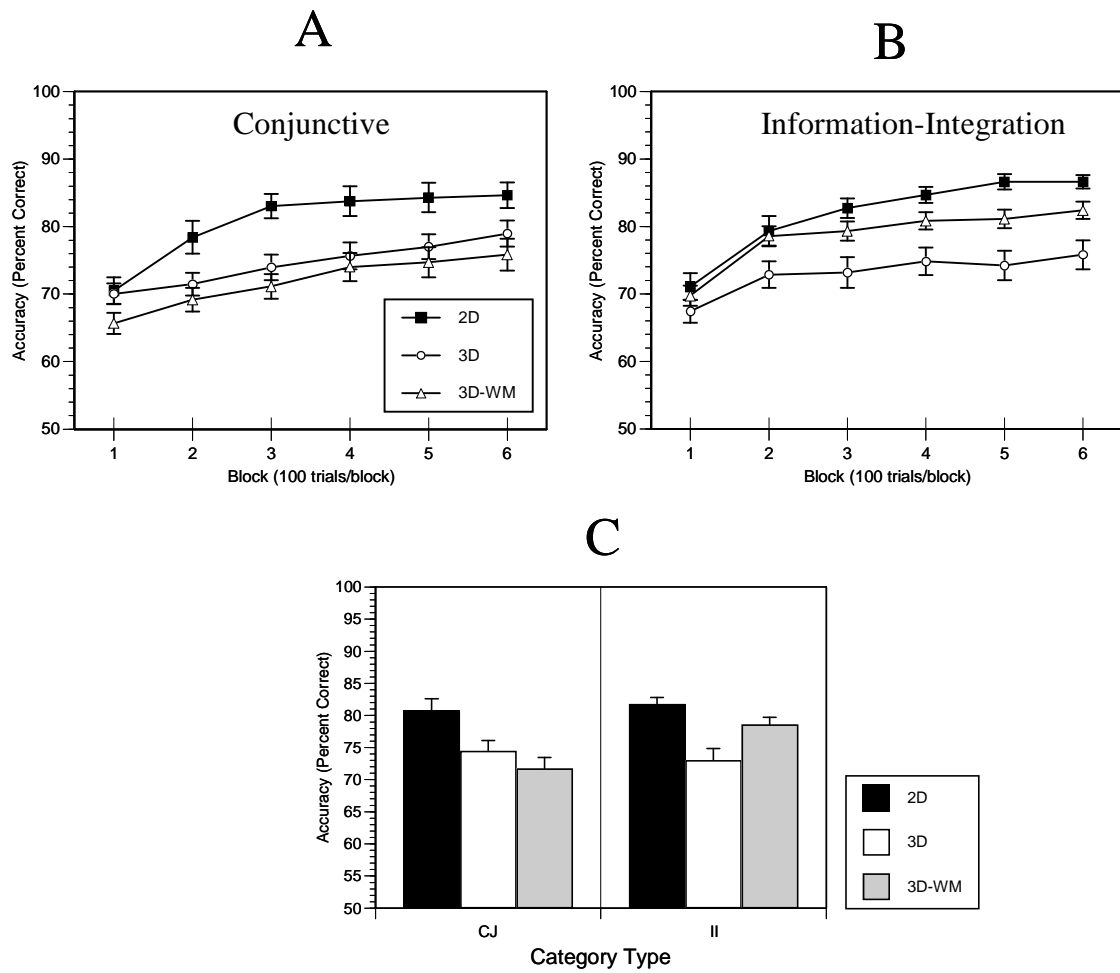 A
Conjunctive
Accuracy (Percent Correct)
100
90
80
70
60
50
2D
3D
3D-WM
1 2 3 4 5 6
Block (100 trials/block)
B
Information-Integration
Accuracy (Percent Correct)
100
90
80
70
60
50
1 2 3 4 5 6
Block (100 trials/block)
C
Accuracy (Percent Correct)
100
95
90
85
80
75
70
65
60
55
50
CJ II
Category Type
2D
3D
3D-WM